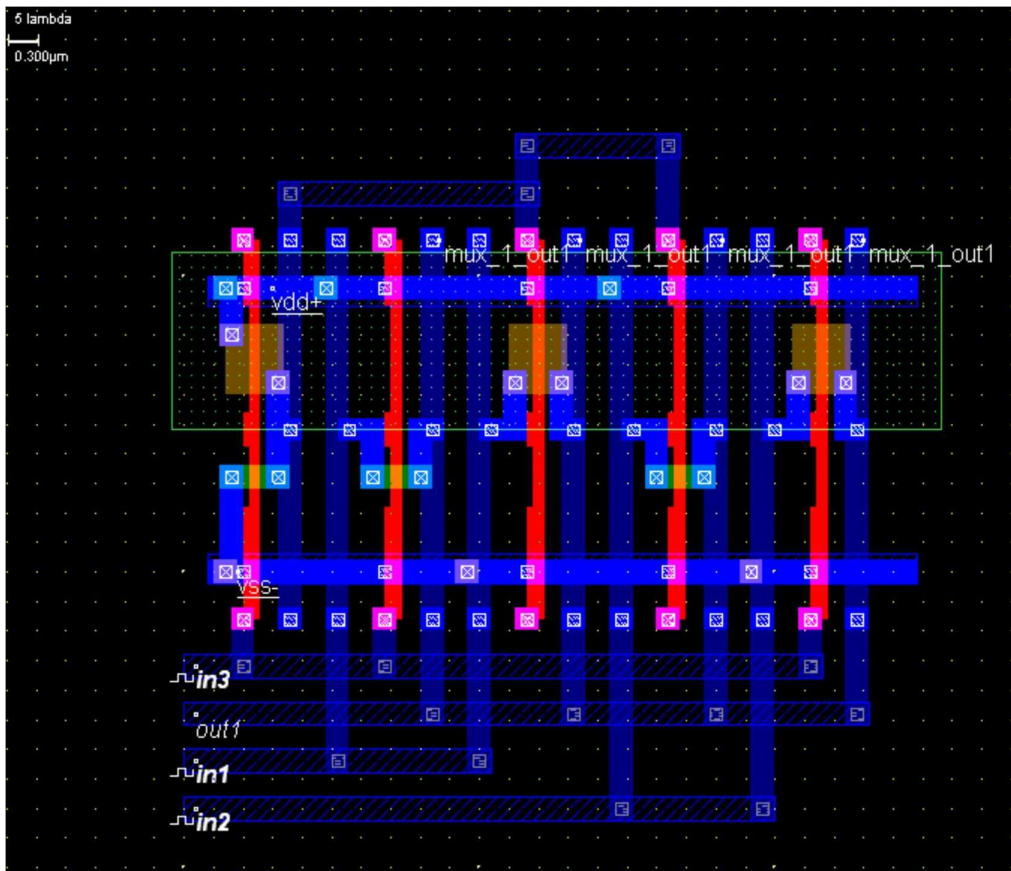 5 lambda
0.300µm
mux_1_out1 mux_1_out1 mux_1_out1 mux_1_out1
vdd+
vss-
in3
out1
in1
in2